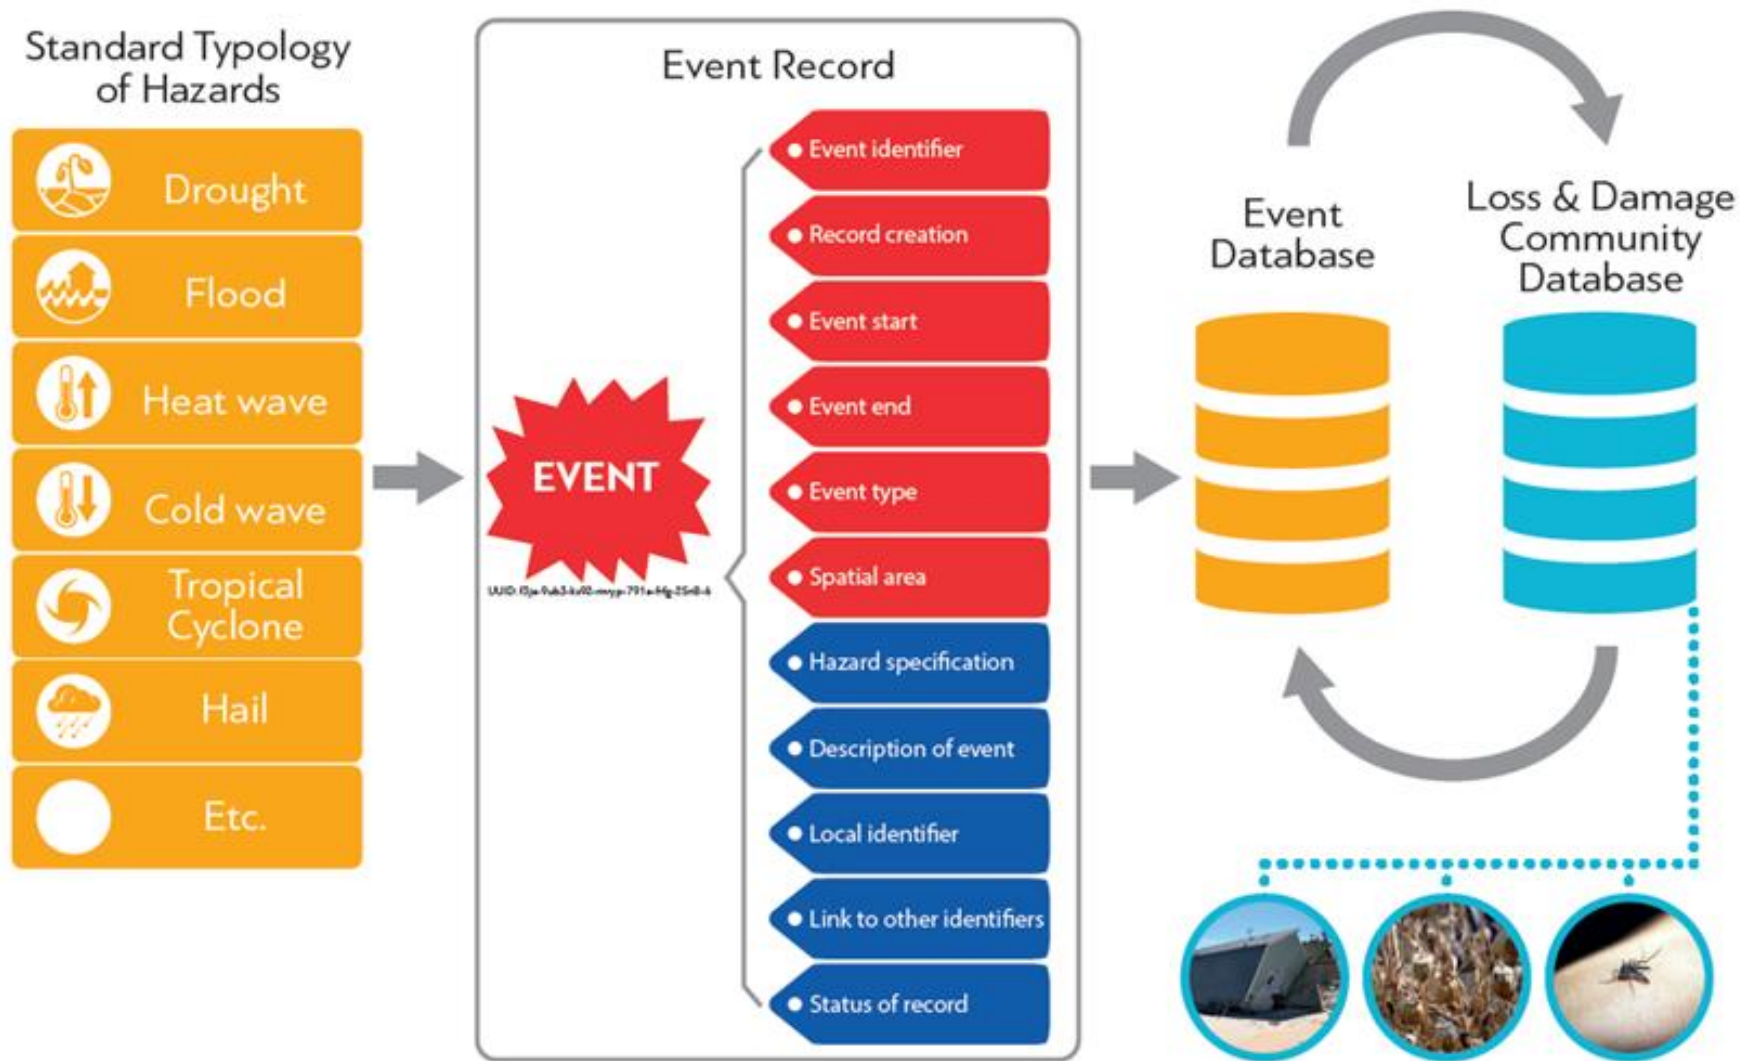 Standard Typology
of Hazards
Drought
Flood
Heat wave
Cold wave
Tropical
Cyclone
Hail
Etc.
Event Record
EVENT
UUID:
Event identifier
Record creation
Event start
Event end
Event type
Spatial area
Hazard specification
Description of event
Local identifier
Link to other identifiers
Status of record
Event
Database
Loss & Damage
Community
Database